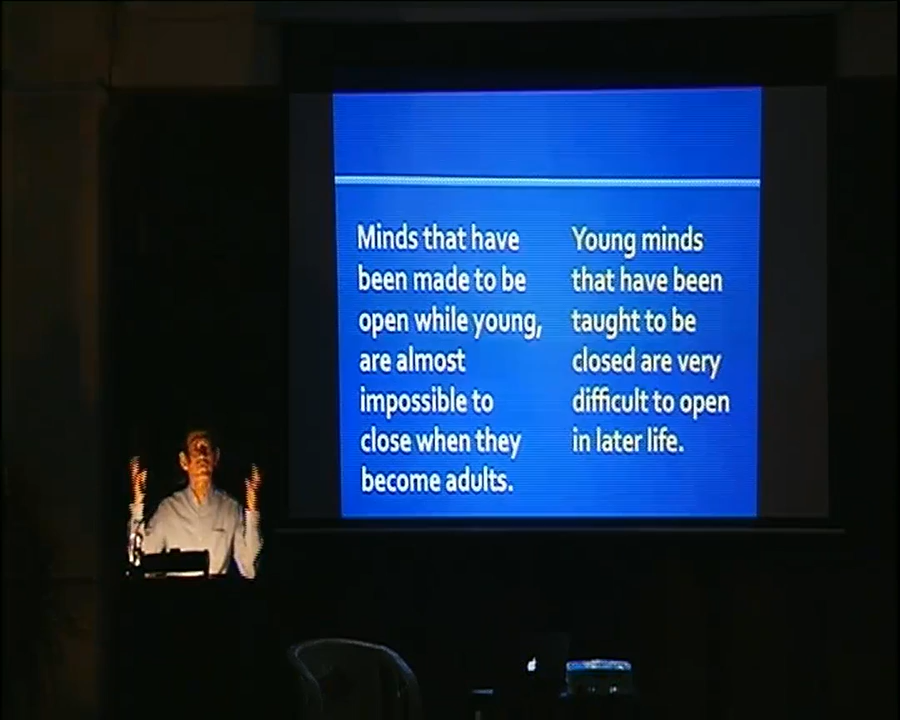 Minds that have
been made to be
open while young,
are almost
impossible to
close when they
become adults.
Young minds
that have been
taught to be
closed are very
difficult to open
in later life.